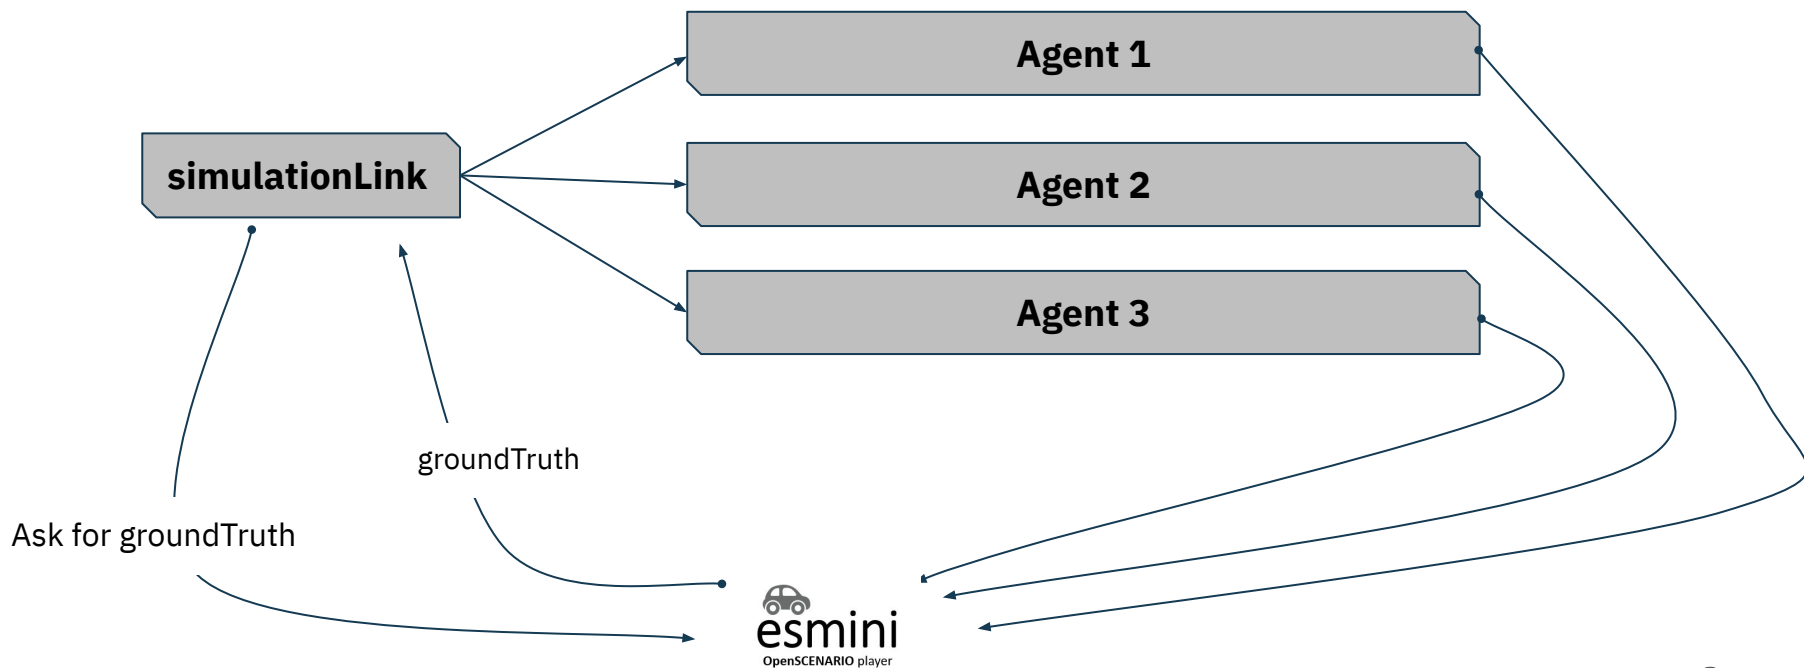 Agent 1
simulationLink
Agent 2
Agent 3
groundTruth
Ask for groundTruth
esmini
OpenSCENARIO player